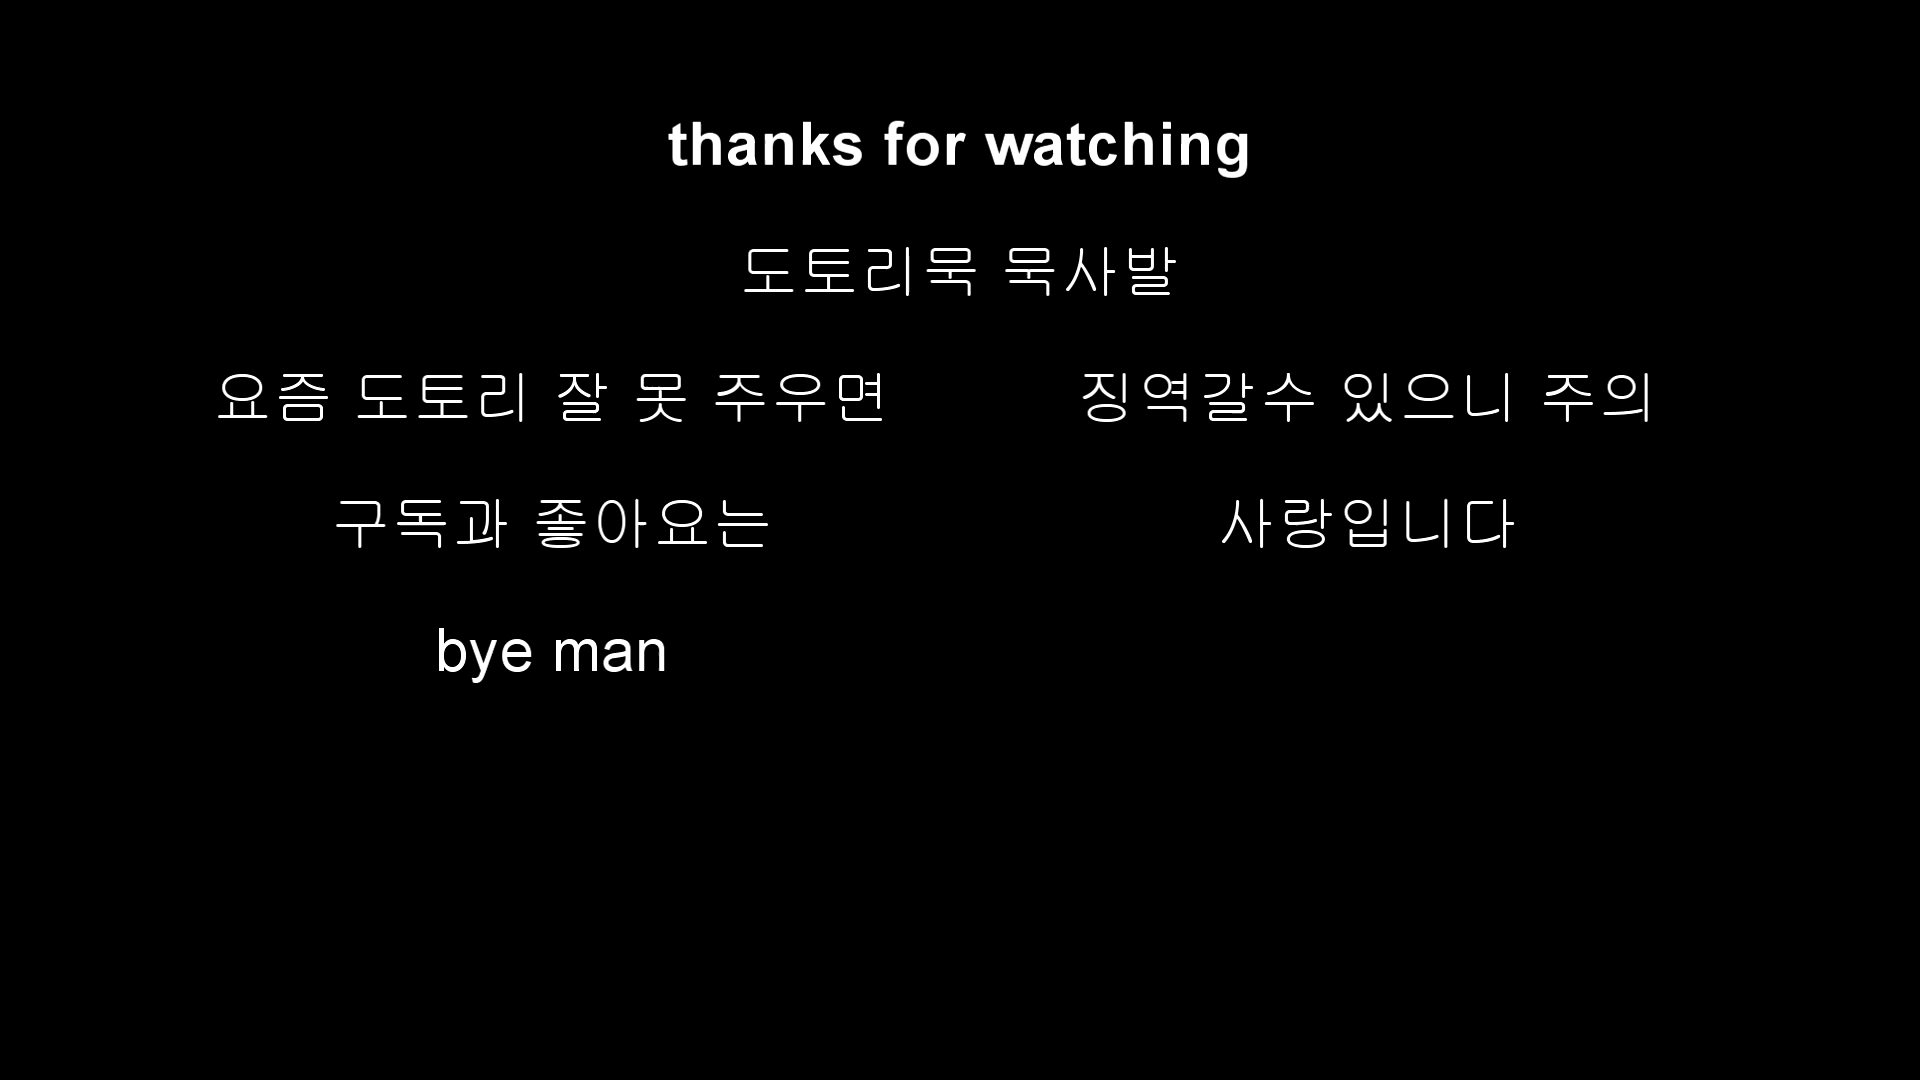 thanks for watching
도토리묵 묵사발
요즘 도토리 잘 못 주우면 징역갈수 있으니 주의
구독과 좋아요는 사랑입니다
bye man